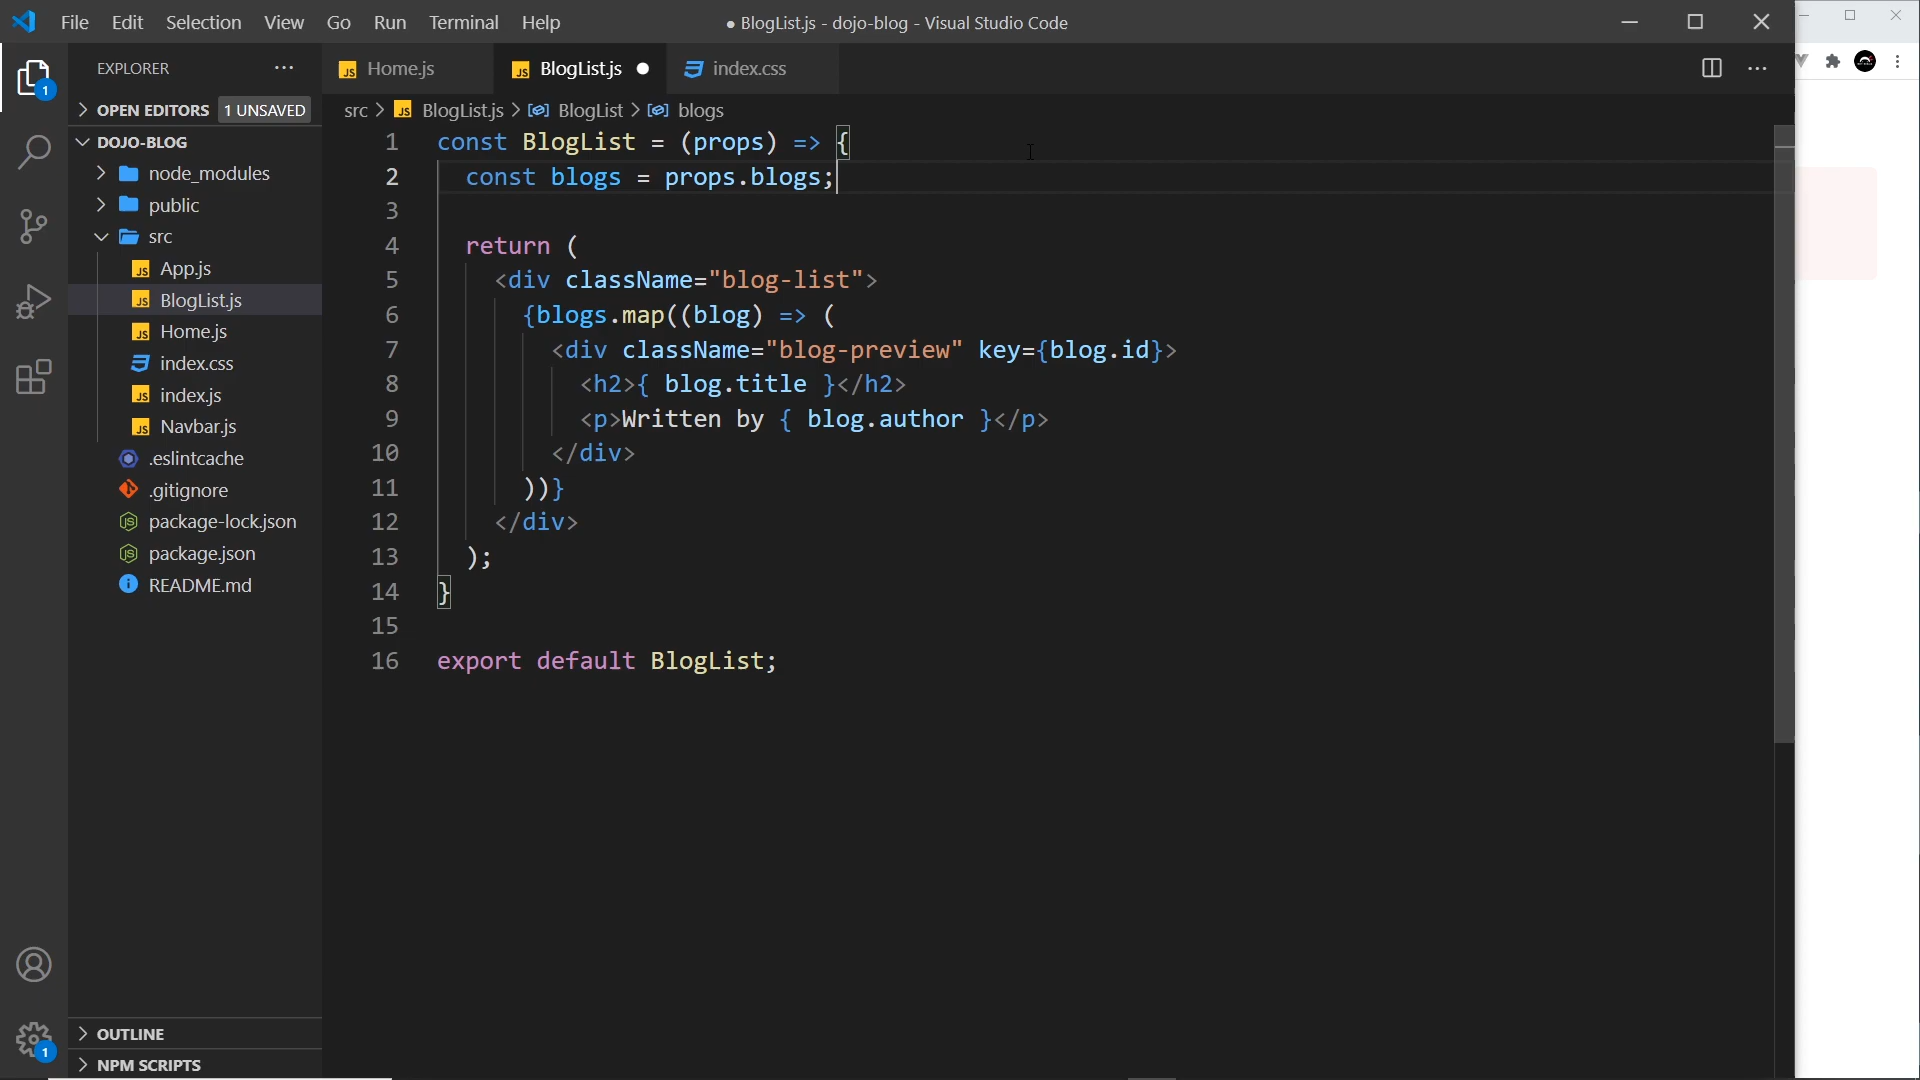 File Edit Selection View Go Run Terminal Help
● BlogList.js - dojo-blog - Visual Studio Code
EXPLORER
OPEN EDITORS 1 UNSAVED
DOJO-BLOG
node_modules
public
src
App.js
BlogList.js
Home.js
index.css
index.js
Navbar.js
.eslintcache
.gitignore
package-lock.json
package.json
README.md
OUTLINE
NPM SCRIPTS
1
1
Home.js BlogList.js ● index.css
src > BlogList.js > BlogList > blogs
1 const BlogList = (props) => {
2   const blogs = props.blogs;
3
4   return (
5     <div className="blog-list">
6       {blogs.map((blog) => (
7         <div className="blog-preview" key={blog.id}>
8           <h2>{ blog.title }</h2>
9           <p>Written by { blog.author }</p>
10         </div>
11       ))}
12     </div>
13   );
14 }
15
16 export default BlogList;